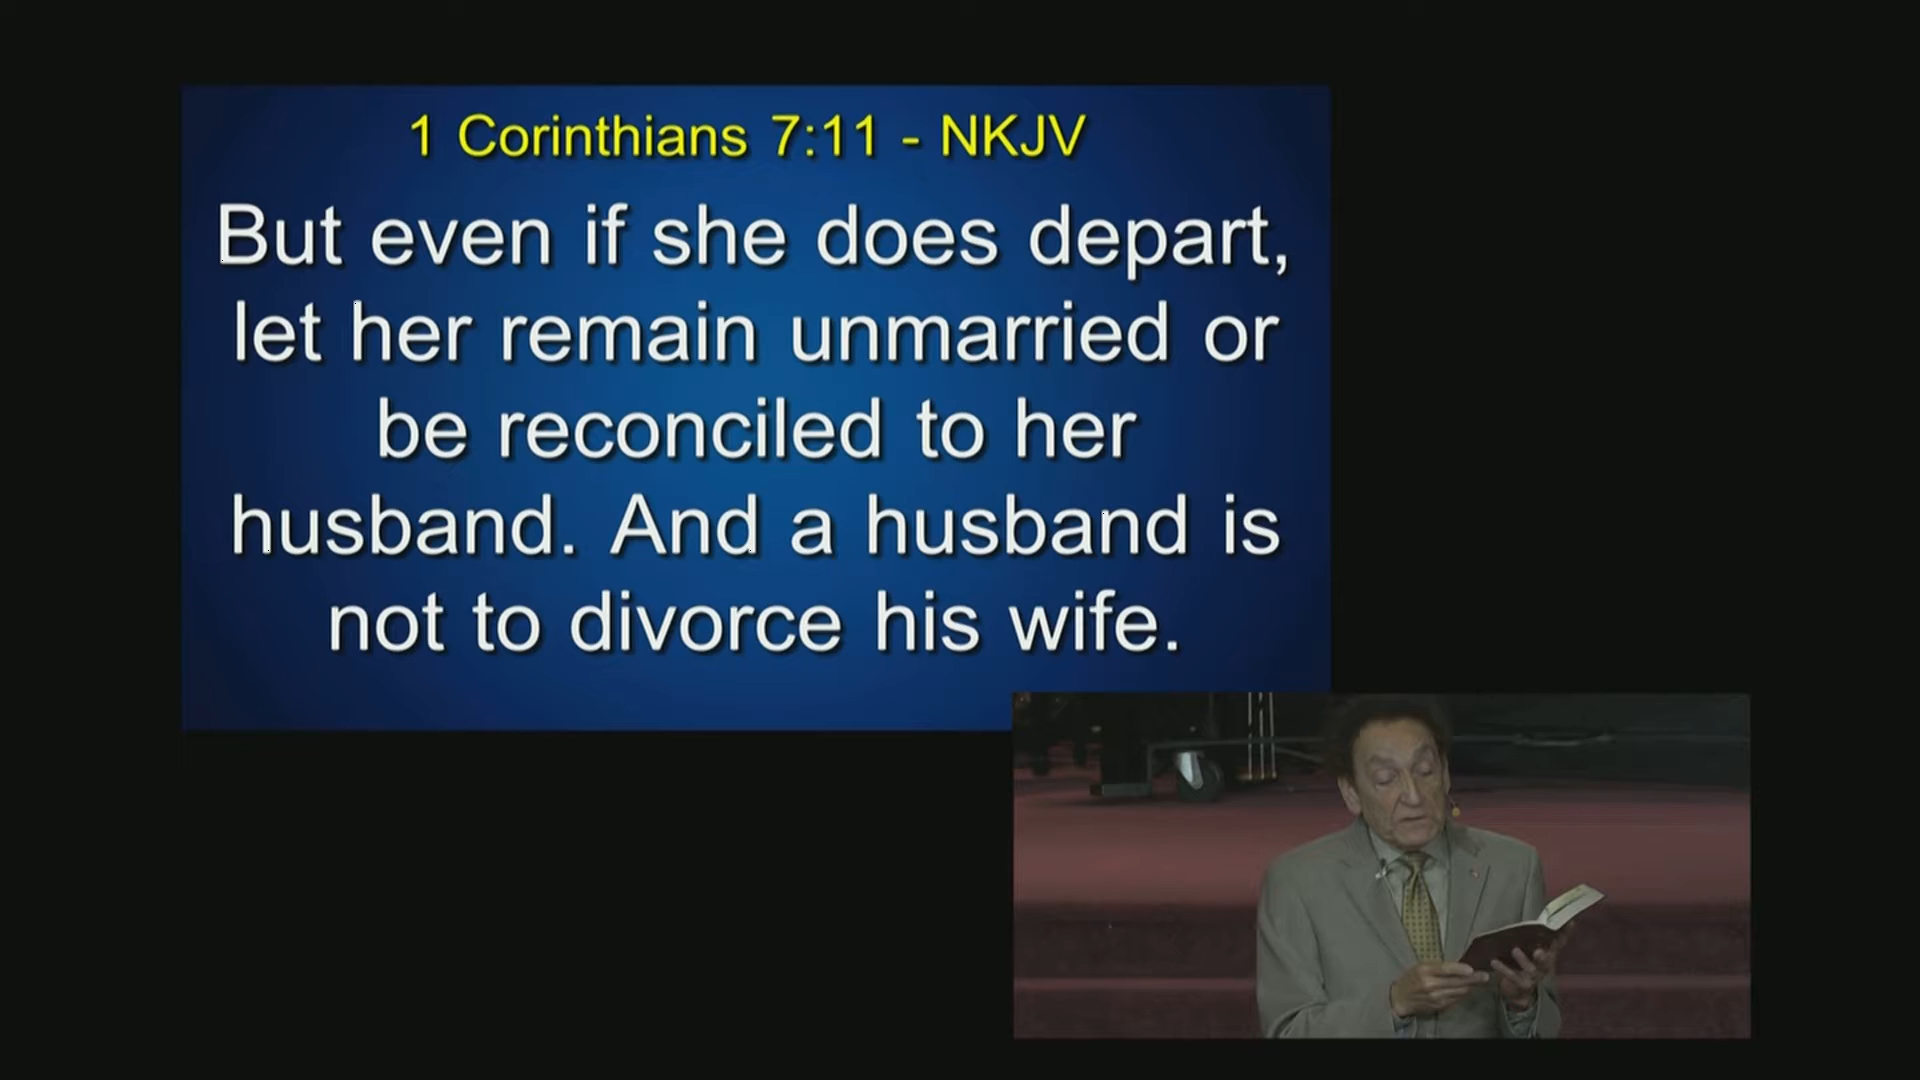 1 Corinthians 7:11 - NKJV
But even if she does depart,
let her remain unmarried or
be reconciled to her
husband. And a husband is
not to divorce his wife.